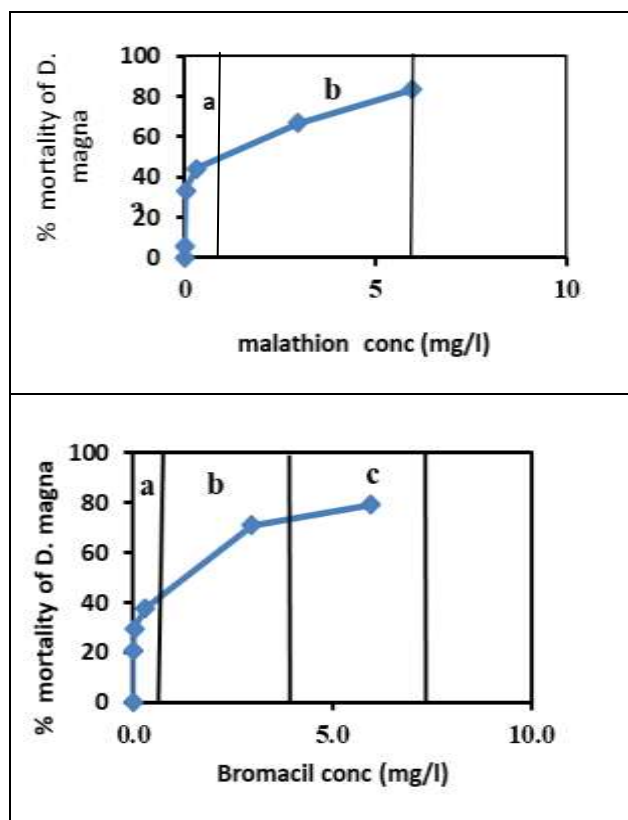 % mortality of D.
magna
100
80
60
40
20
0
a
b
0
5
10
malathion conc (mg/l)
% mortality of D. magna
100
80
60
40
20
0
a
b
c
0.0
5.0
10.0
Bromacil conc (mg/l)